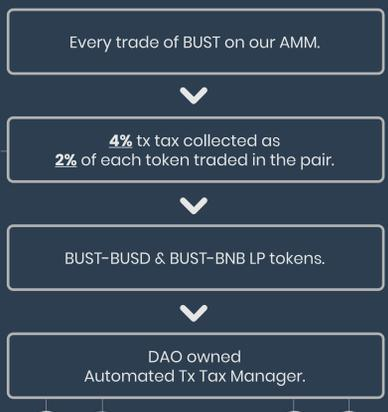 Every trade of BUST on our AMM.
4% tx tax collected as
2% of each token traded in the pair.
BUST-BUSD & BUST-BNB LP tokens.
DAO owned
Automated Tx Tax Manager.